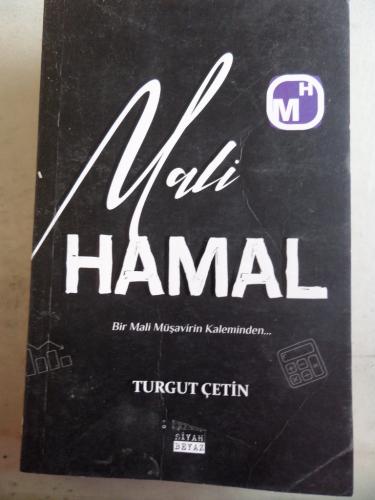 MH
Mali
HAMAL
Bir Mali Müşavirin Kaleminden...
TURGUT ÇETİN
SİYAH
BEYAZ